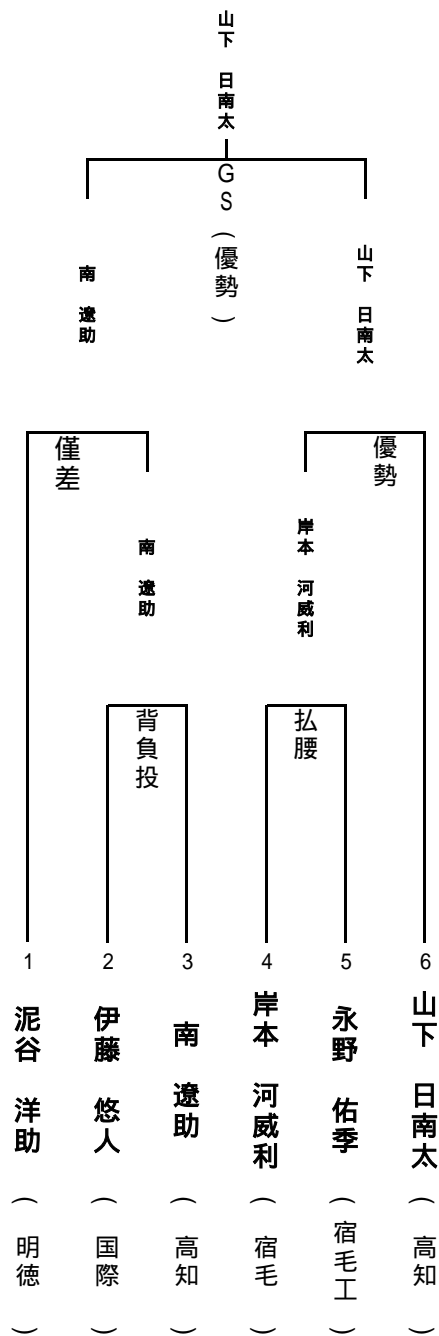 山下 日南太
GS(優勢)
南 遼助
山下 日南太
僅差
優勢
南 遼助
岸本 河威利
背負投
払腰
1
2
3
4
5
6
泥谷 洋助(明徳)
伊藤 悠人(国際)
南 遼助(高知)
岸本 河威利(宿毛)
永野 佑季(宿毛工)
山下 日南太(高知)